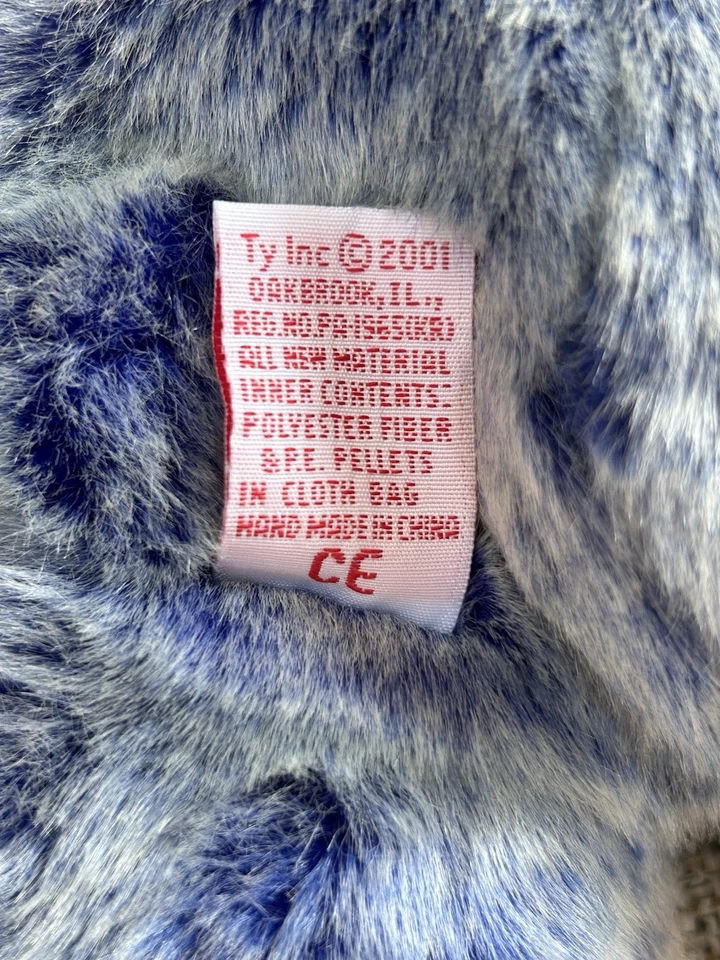 Ty Inc © 2001
OAKBROOK, IL.,
REG.NO.PA-1565(KR)
ALL NEW MATERIAL
INNER CONTENTS:
POLYESTER FIBER
& P.E. PELLETS
IN CLOTH BAG
HAND MADE IN CHINA
CE